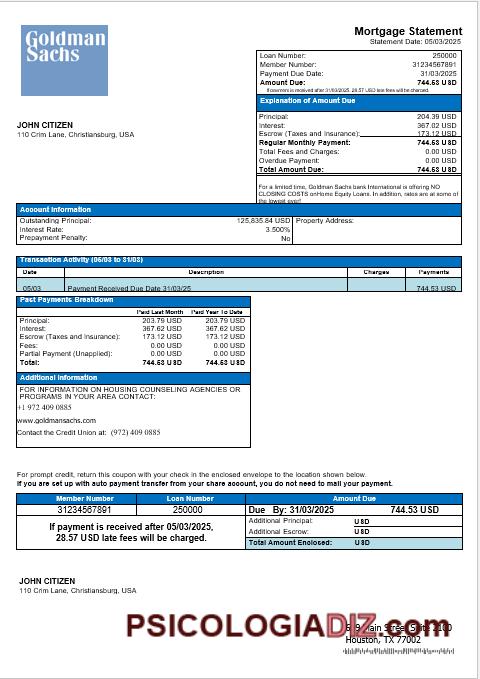 Goldman
Sachs
Mortgage Statement
Statement Date: 05/03/2025
Loan Number: 250000
Member Number: 31234567891
Payment Due Date: 31/03/2025
Amount Due: 744.53 USD
If payment is received after 31/03/2025, 28.57 USD late fees will be charged.
Explanation of Amount Due
JOHN CITIZEN
110 Crim Lane, Christiansburg, USA
Principal: 204.39 USD
Interest: 367.02 USD
Escrow (Taxes and Insurance): 173.12 USD
Regular Monthly Payment: 744.53 USD
Total Fees and Charges: 0.00 USD
Overdue Payment: 0.00 USD
Total Amount Due: 744.53 USD
For a limited time, Goldman Sachs bank International is offering NO
CLOSING COSTS onHome Equity Loans. In addition, rates are at some of
the lowest ever!
Account Information
Outstanding Principal: 125,835.84 USD
Interest Rate: 3.500%
Prepayment Penalty: No
Property Address:
Transaction Activity (05/03 to 31/03)
Date Description Charges Payments
05/03 Payment Received Due Date 31/03/25 744.53 USD
Past Payments Breakdown
Paid Last Month Paid Year To Date
Principal: 203.79 USD 203.79 USD
Interest: 367.62 USD 367.62 USD
Escrow (Taxes and Insurance): 173.12 USD 173.12 USD
Fees: 0.00 USD 0.00 USD
Partial Payment (Unapplied): 0.00 USD 0.00 USD
Total: 744.53 USD 744.53 USD
Additional Information
FOR INFORMATION ON HOUSING COUNSELING AGENCIES OR
PROGRAMS IN YOUR AREA CONTACT:
+1 972 409 0885
www.goldmansachs.com
Contact the Credit Union at: (972) 409 0885
For prompt credit, return this coupon with your check in the enclosed envelope to the location shown below.
If you are set up with auto payment transfer from your share account, you do not need to mail your payment.
Member Number Loan Number Amount Due
31234567891 250000 Due By: 31/03/2025 744.53 USD
If payment is received after 05/03/2025,
28.57 USD late fees will be charged.
Additional Principal: USD
Additional Escrow: USD
Total Amount Enclosed: USD
JOHN CITIZEN
110 Crim Lane, Christiansburg, USA
PSICOLOGIADIZ.com
Main Street Suite 2100
Houston, TX 77002